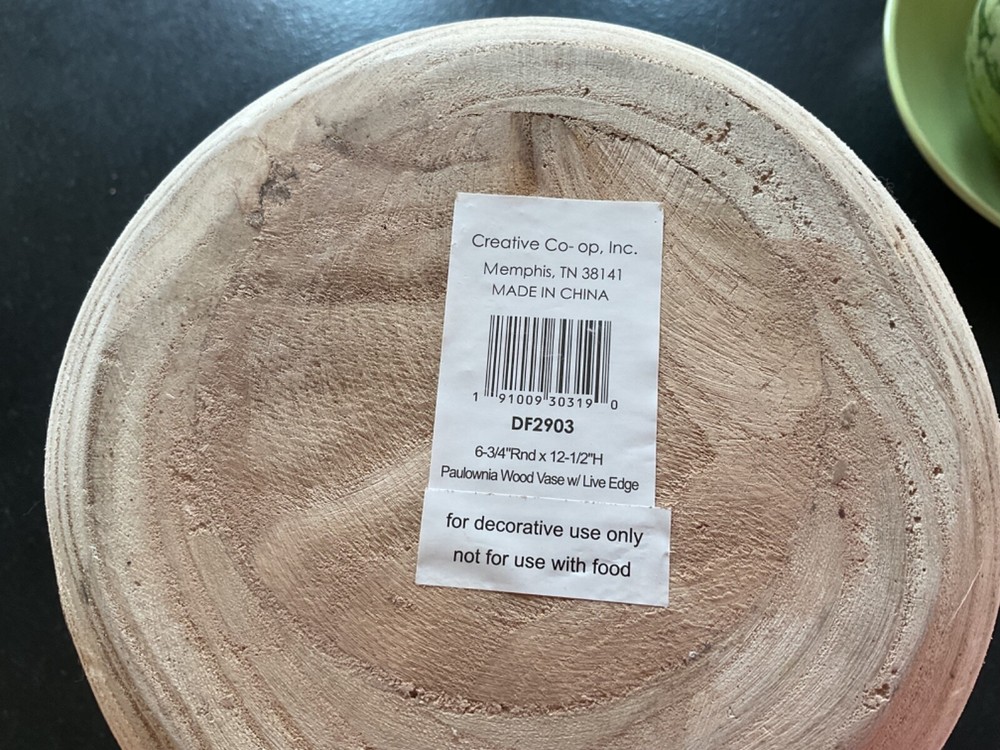 Creative Co- op, Inc.
Memphis, TN 38141
MADE IN CHINA
1 91009 30319 0
DF2903
6-3/4"Rnd x 12-1/2"H
Paulownia Wood Vase w/ Live Edge
for decorative use only
not for use with food